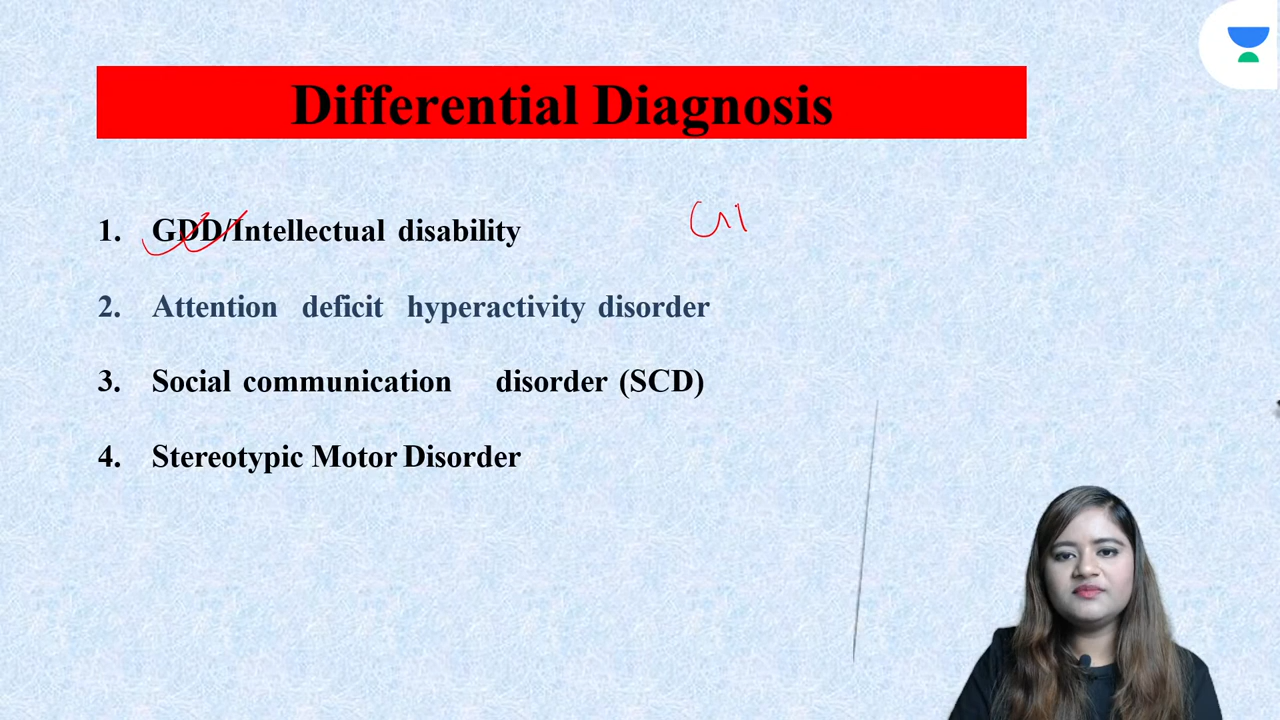 Differential Diagnosis
1. GDD/Intellectual disability
2. Attention deficit hyperactivity disorder
3. Social communication disorder (SCD)
4. Stereotypic Motor Disorder